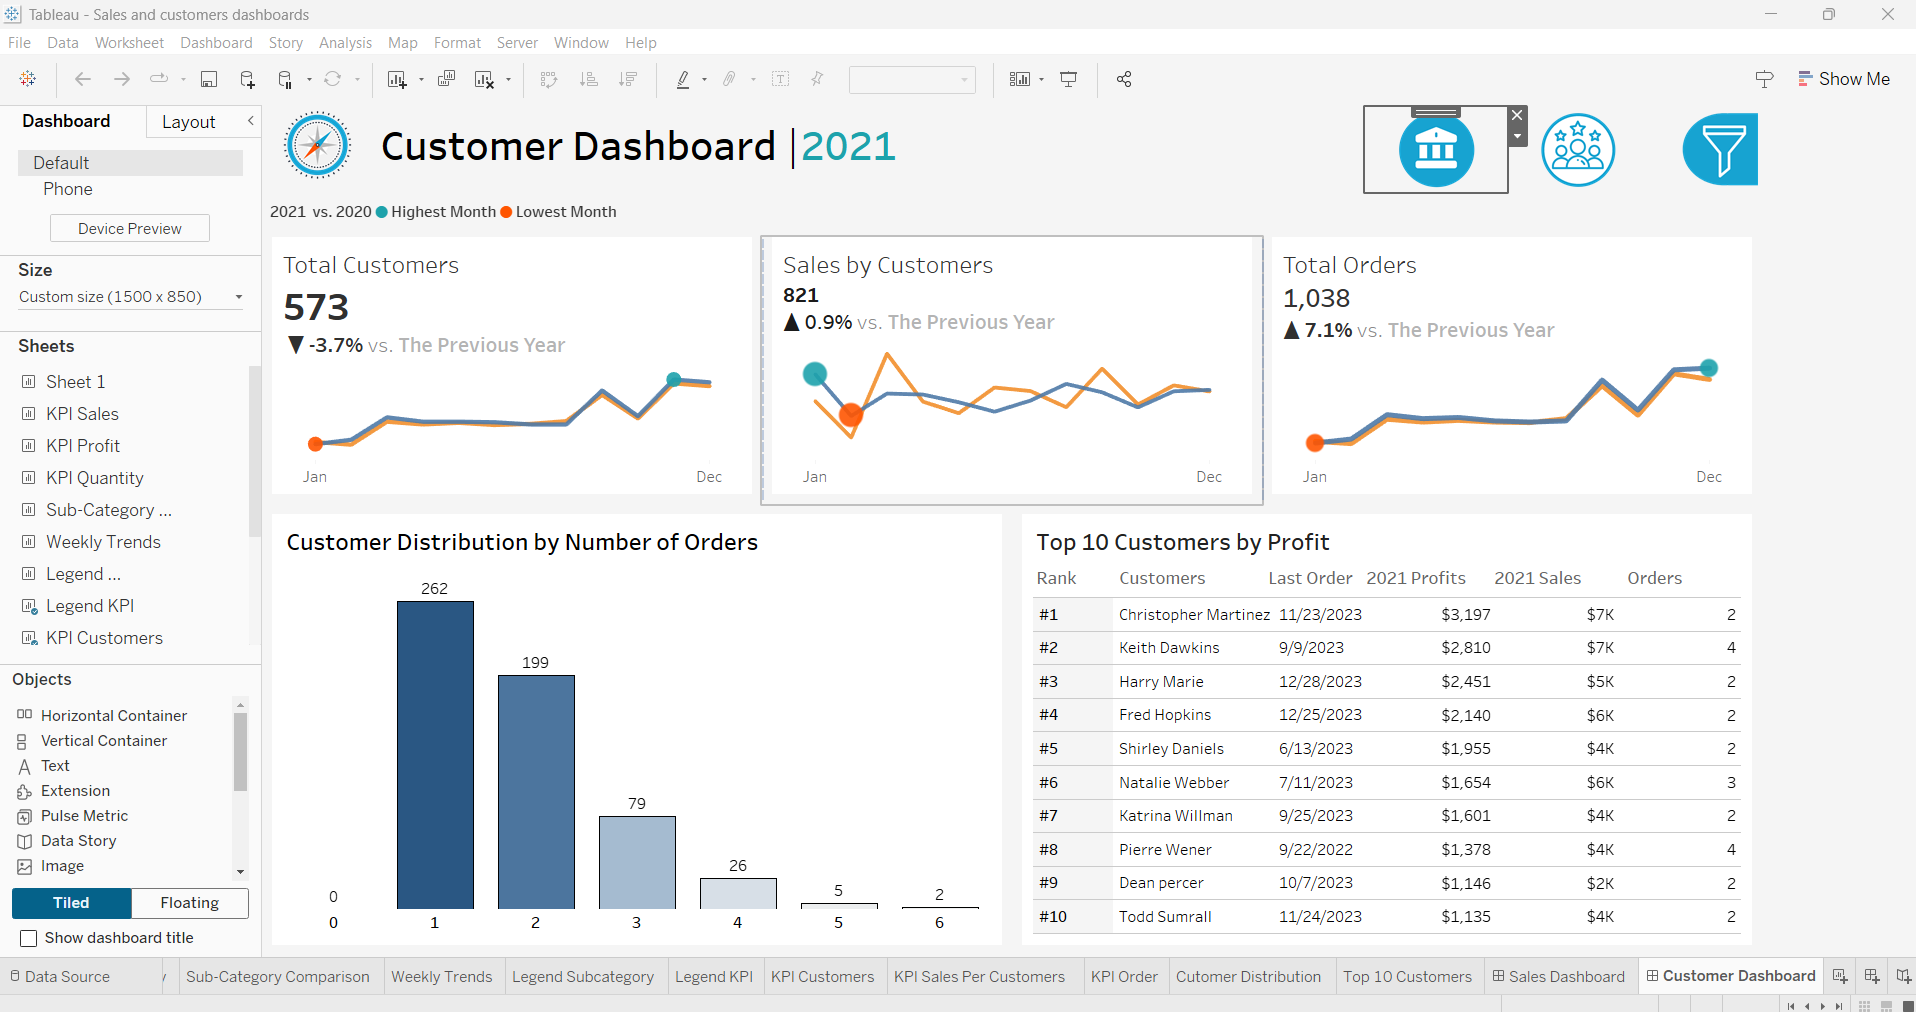 Tableau - Sales and customers dashboards
File Data Worksheet Dashboard Story Analysis Map Format Server Window Help
Show Me
Dashboard Layout
Default
Phone
Device Preview
Size
Custom size (1500 x 850)
Sheets
Sheet 1
KPI Sales
KPI Profit
KPI Quantity
Sub-Category ...
Weekly Trends
Legend ...
Legend KPI
KPI Customers
Objects
Horizontal Container
Vertical Container
Text
Extension
Pulse Metric
Data Story
Image
Tiled Floating
Show dashboard title
Customer Dashboard |2021
2021 vs. 2020 Highest Month Lowest Month
Total Customers
573
▼ -3.7% vs. The Previous Year
Jan Dec
Sales by Customers
821
▲ 0.9% vs. The Previous Year
Jan Dec
Total Orders
1,038
▲ 7.1% vs. The Previous Year
Jan Dec
Customer Distribution by Number of Orders
262
199
79
26
5
2
0
0 1 2 3 4 5 6
Top 10 Customers by Profit
Rank Customers Last Order 2021 Profits 2021 Sales Orders
#1 Christopher Martinez 11/23/2023 $3,197 $7K 2
#2 Keith Dawkins 9/9/2023 $2,810 $7K 4
#3 Harry Marie 12/28/2023 $2,451 $5K 2
#4 Fred Hopkins 12/25/2023 $2,140 $6K 2
#5 Shirley Daniels 6/13/2023 $1,955 $4K 2
#6 Natalie Webber 7/11/2023 $1,654 $6K 3
#7 Katrina Willman 9/25/2023 $1,601 $4K 2
#8 Pierre Wener 9/22/2022 $1,378 $4K 4
#9 Dean percer 10/7/2023 $1,146 $2K 2
#10 Todd Sumrall 11/24/2023 $1,135 $4K 2
Data Source Sub-Category Comparison Weekly Trends Legend Subcategory Legend KPI KPI Customers KPI Sales Per Customers KPI Order Cutomer Distribution Top 10 Customers Sales Dashboard Customer Dashboard